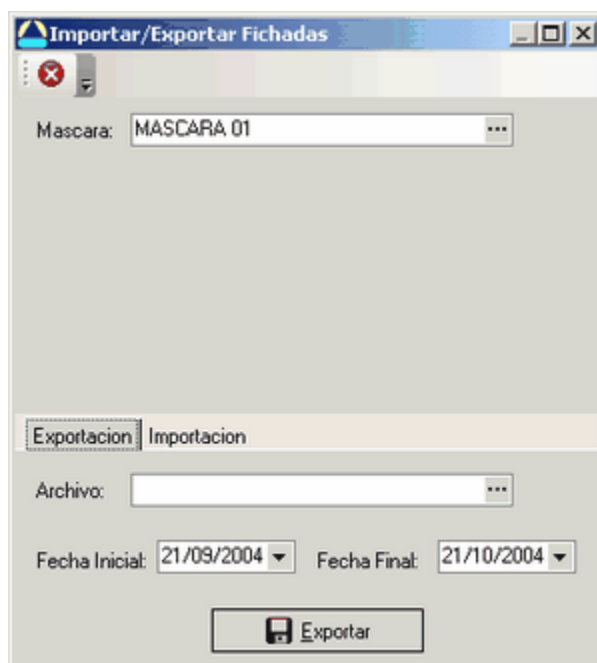 Importar/Exportar Fichadas
Mascara: MASCARA 01 ...
Exportacion Importacion
Archivo: ...
Fecha Inicial: 21/09/2004 Fecha Final: 21/10/2004
Exportar